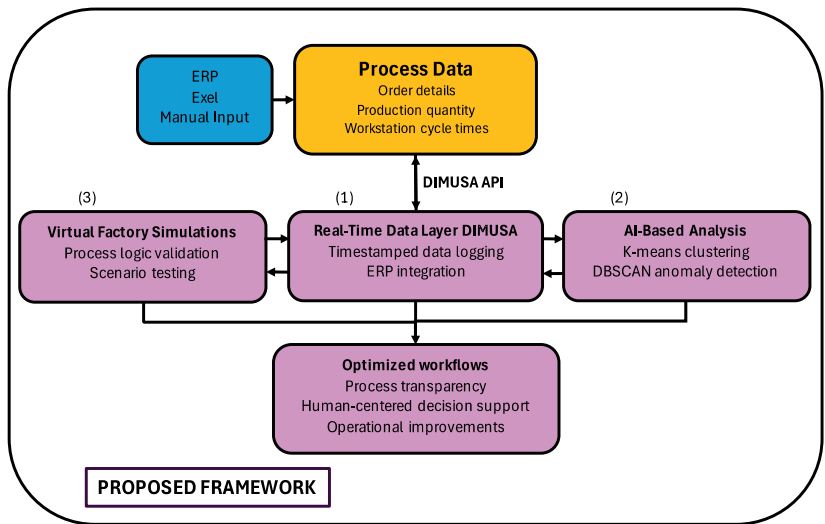 ERP
Exel
Manual Input
Process Data
Order details
Production quantity
Workstation cycle times
DIMUSA API
(3)
Virtual Factory Simulations
Process logic validation
Scenario testing
(1)
Real-Time Data Layer DIMUSA
Timestamped data logging
ERP integration
(2)
AI-Based Analysis
K-means clustering
DBSCAN anomaly detection
Optimized workflows
Process transparency
Human-centered decision support
Operational improvements
PROPOSED FRAMEWORK